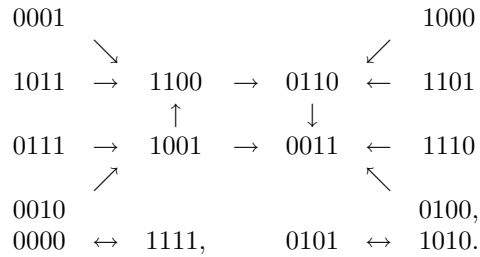 0001 1000
↘ ↙
1011 → 1100 → 0110 ← 1101
↑ ↓
0111 → 1001 → 0011 ← 1110
↗ ↖
0010 0100,
0000 ↔ 1111, 0101 ↔ 1010.